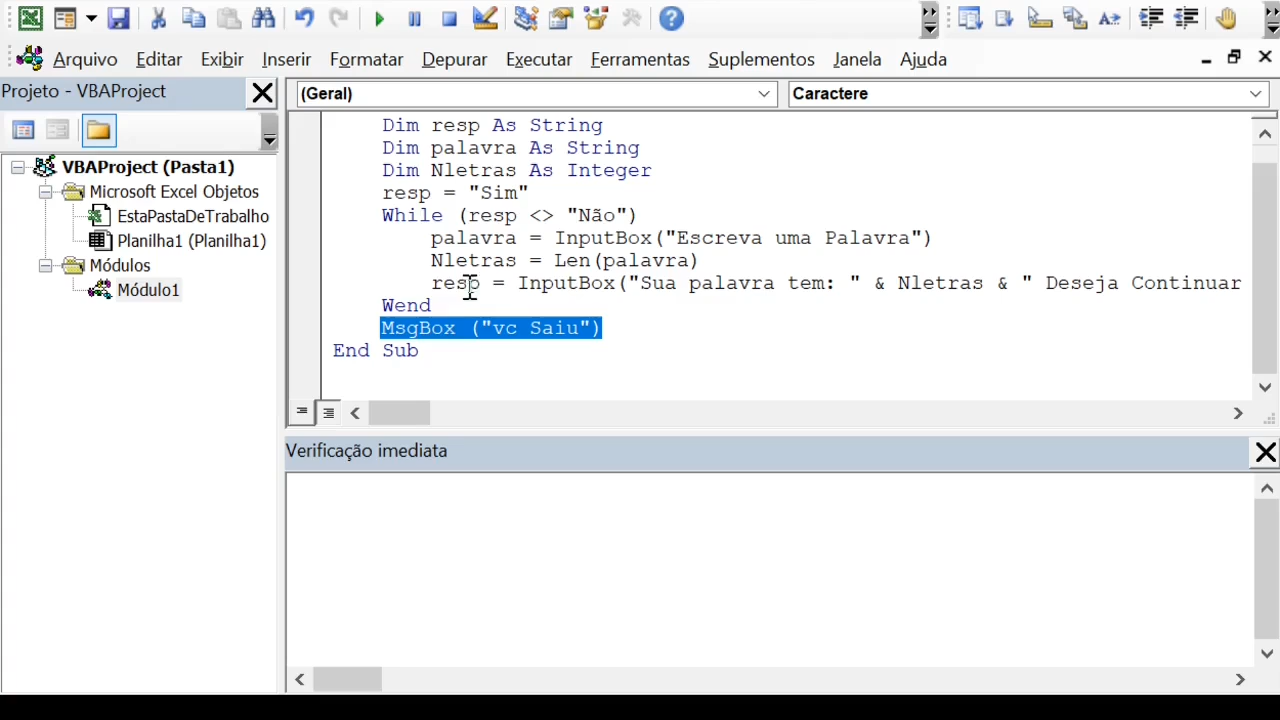 Arquivo Editar Exibir Inserir Formatar Depurar Executar Ferramentas Suplementos Janela Ajuda
Projeto - VBAProject
VBAProject (Pasta1)
Microsoft Excel Objetos
EstaPastaDeTrabalho
Planilha1 (Planilha1)
Módulos
Módulo1
(Geral)
Caractere
Dim resp As String
Dim palavra As String
Dim Nletras As Integer
resp = "Sim"
While (resp <> "Não")
palavra = InputBox("Escreva uma Palavra")
Nletras = Len(palavra)
resp = InputBox("Sua palavra tem: " & Nletras & " Deseja Continuar
Wend
MsgBox ("vc Saiu")
End Sub
Verificação imediata